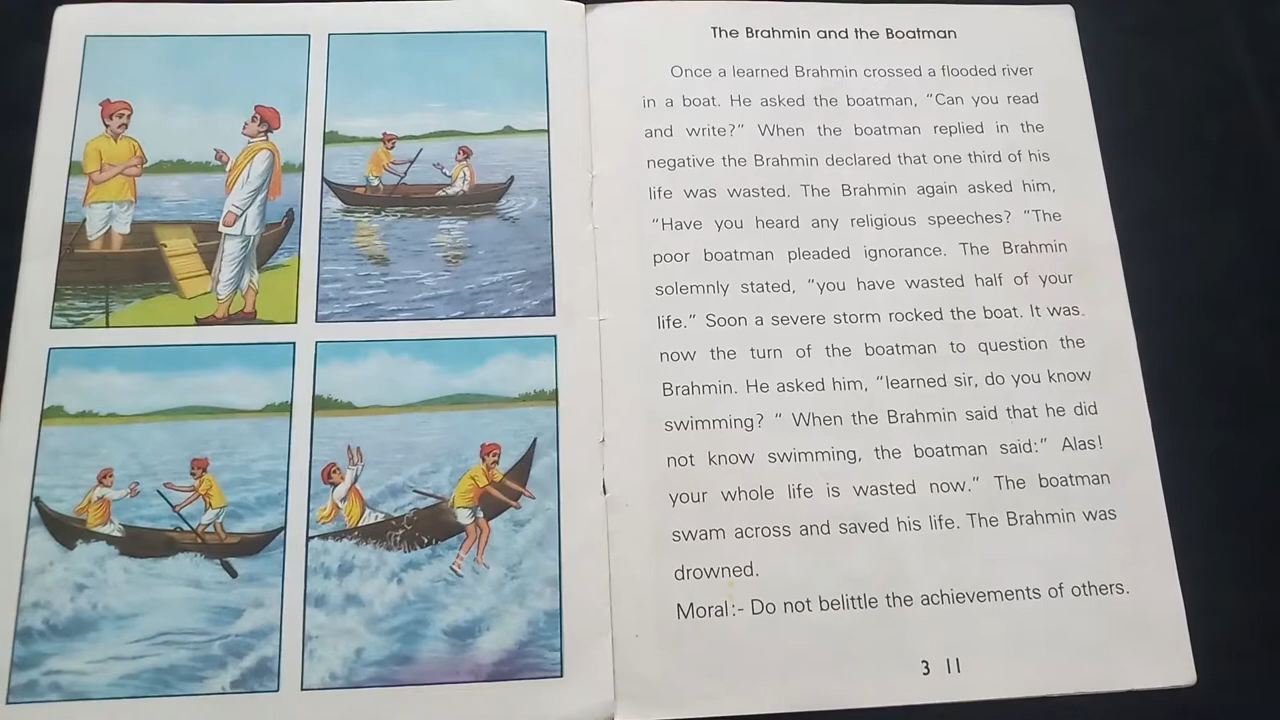 The Brahmin and the Boatman
Once a learned Brahmin crossed a flooded river
in a boat. He asked the boatman, “Can you read
and write?” When the boatman replied in the
negative the Brahmin declared that one third of his
life was wasted. The Brahmin again asked him,
“Have you heard any religious speeches? “The
poor boatman pleaded ignorance. The Brahmin
solemnly stated, “you have wasted half of your
life.” Soon a severe storm rocked the boat. It was
now the turn of the boatman to question the
Brahmin. He asked him, “learned sir, do you know
swimming? “ When the Brahmin said that he did
not know swimming, the boatman said:” Alas!
your whole life is wasted now.” The boatman
swam across and saved his life. The Brahmin was
drowned.
Moral:- Do not belittle the achievements of others.
3 11